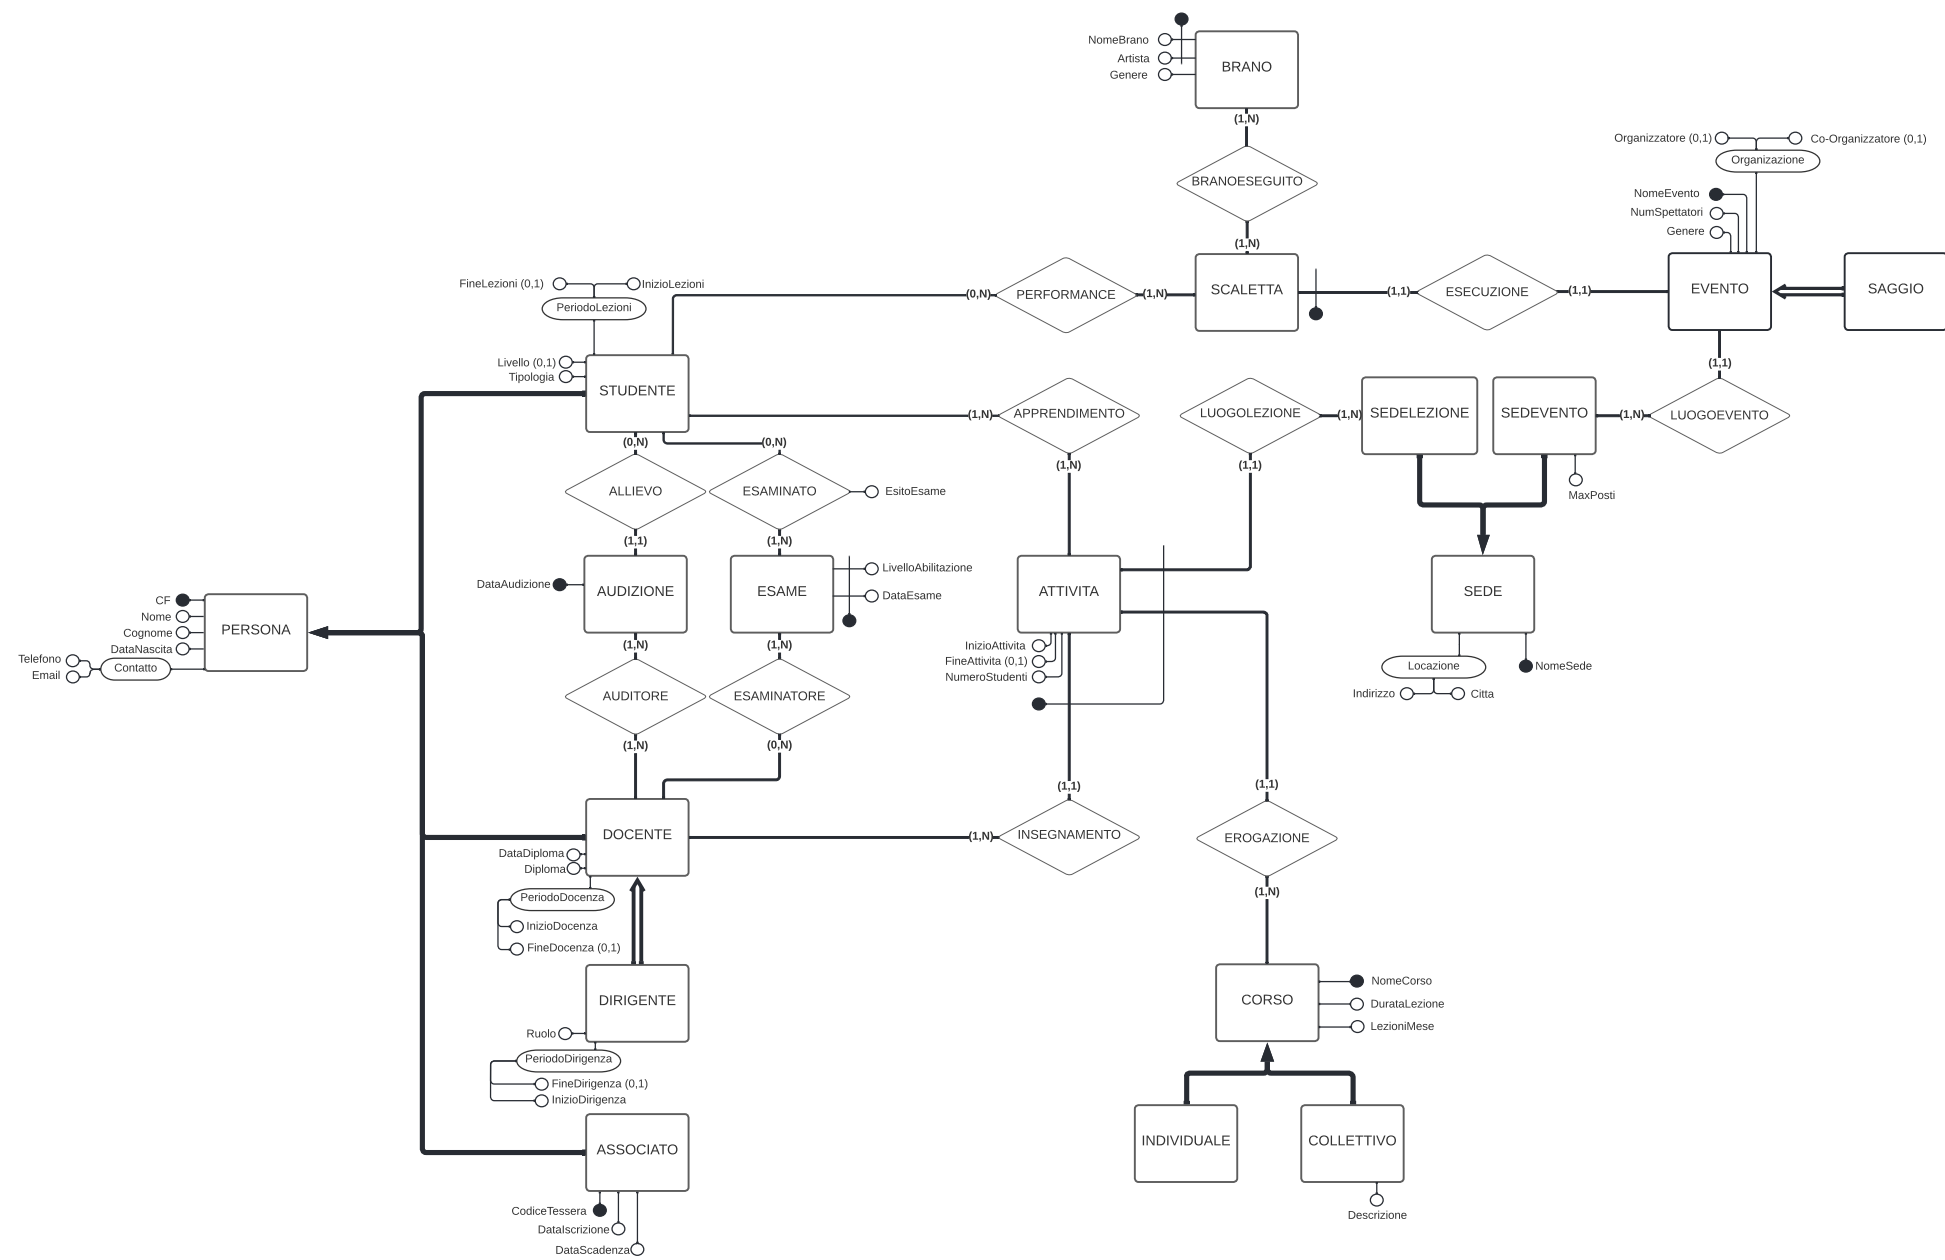 NomeBrano
Artista
Genere
BRANO
(1,N)
BRANOESEGUITO
(1,N)
Organizzatore (0,1)
Co-Organizzatore (0,1)
Organizazione
NomeEvento
NumSpettatori
Genere
FineLezioni (0,1)
InizioLezioni
PeriodoLezioni
(0,N)
PERFORMANCE
(1,N)
SCALETTA
(1,1)
ESECUZIONE
(1,1)
EVENTO
SAGGIO
Livello (0,1)
Tipologia
STUDENTE
(1,1)
(1,N)
APPRENDIMENTO
LUOGOLEZIONE
(1,N)
SEDELEZIONE
SEDEVENTO
(1,N)
LUOGOEVENTO
(0,N)
(0,N)
(1,N)
(1,1)
ALLIEVO
ESAMINATO
EsitoEsame
MaxPosti
(1,1)
(1,N)
DataAudizione
AUDIZIONE
ESAME
LivelloAbilitazione
DataEsame
ATTIVITA
SEDE
CF
Nome
Cognome
DataNascita
PERSONA
Telefono
Email
Contatto
(1,N)
(1,N)
InizioAttivita
FineAttivita (0,1)
NumeroStudenti
Locazione
NomeSede
Indirizzo
Citta
AUDITORE
ESAMINATORE
(1,N)
(0,N)
(1,1)
(1,1)
DOCENTE
(1,N)
INSEGNAMENTO
EROGAZIONE
DataDiploma
Diploma
PeriodoDocenza
(1,N)
InizioDocenza
FineDocenza (0,1)
DIRIGENTE
CORSO
NomeCorso
DurataLezione
LezioniMese
Ruolo
PeriodoDirigenza
FineDirigenza (0,1)
InizioDirigenza
ASSOCIATO
INDIVIDUALE
COLLETTIVO
CodiceTessera
DataIscrizione
DataScadenza
Descrizione